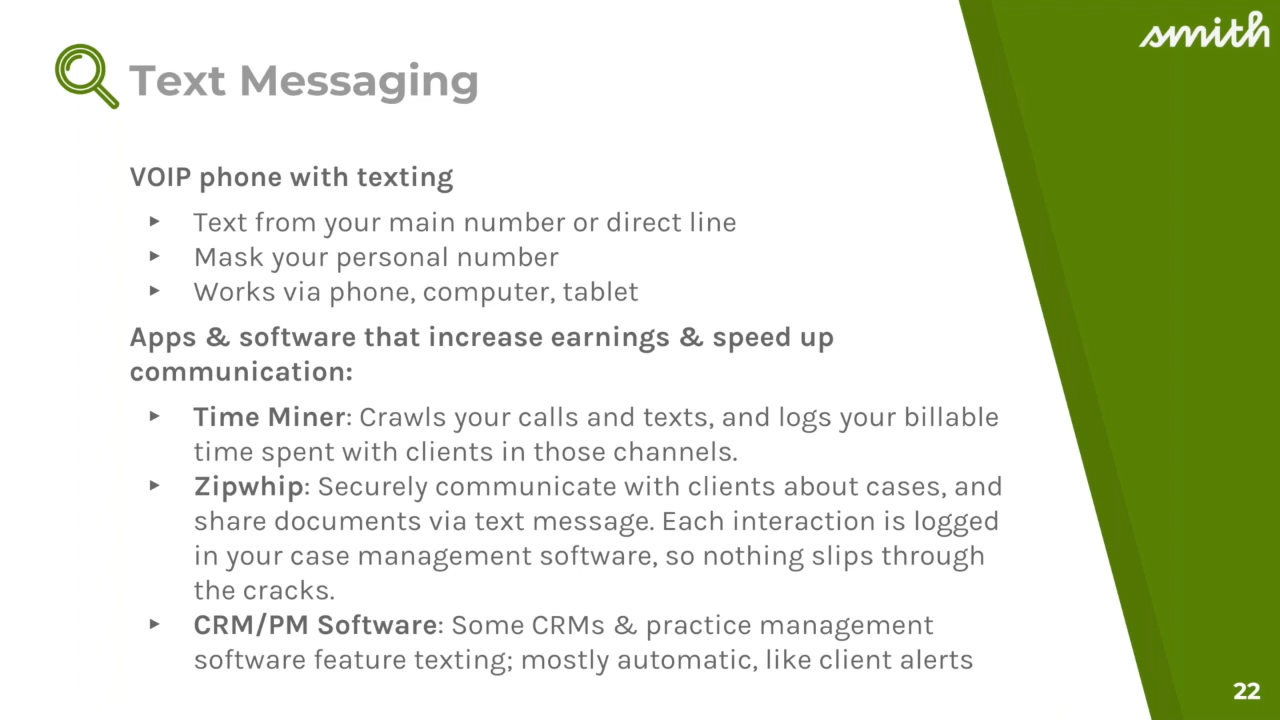 smith
Text Messaging
VOIP phone with texting
▸ Text from your main number or direct line
▸ Mask your personal number
▸ Works via phone, computer, tablet
Apps & software that increase earnings & speed up
communication:
▸ Time Miner: Crawls your calls and texts, and logs your billable
time spent with clients in those channels.
▸ Zipwhip: Securely communicate with clients about cases, and
share documents via text message. Each interaction is logged
in your case management software, so nothing slips through
the cracks.
▸ CRM/PM Software: Some CRMs & practice management
software feature texting; mostly automatic, like client alerts
22